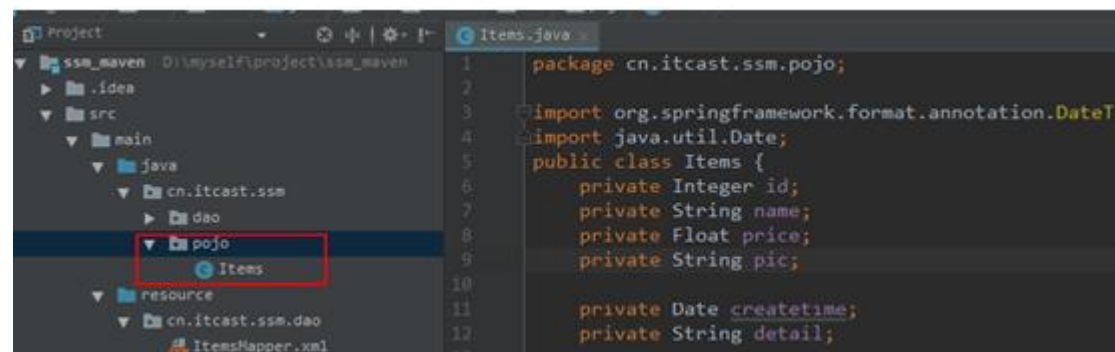 Project
Items.java
ssm_maven D:\myself\project\ssm_maven
.idea
src
main
java
cn.itcast.ssm
dao
pojo
Items
resource
cn.itcast.ssm.dao
ItemsMapper.xml
1 package cn.itcast.ssm.pojo;
2
3 import org.springframework.format.annotation.DateT
4 import java.util.Date;
5 public class Items {
6 private Integer id;
7 private String name;
8 private Float price;
9 private String pic;
10
11 private Date createtime;
12 private String detail;